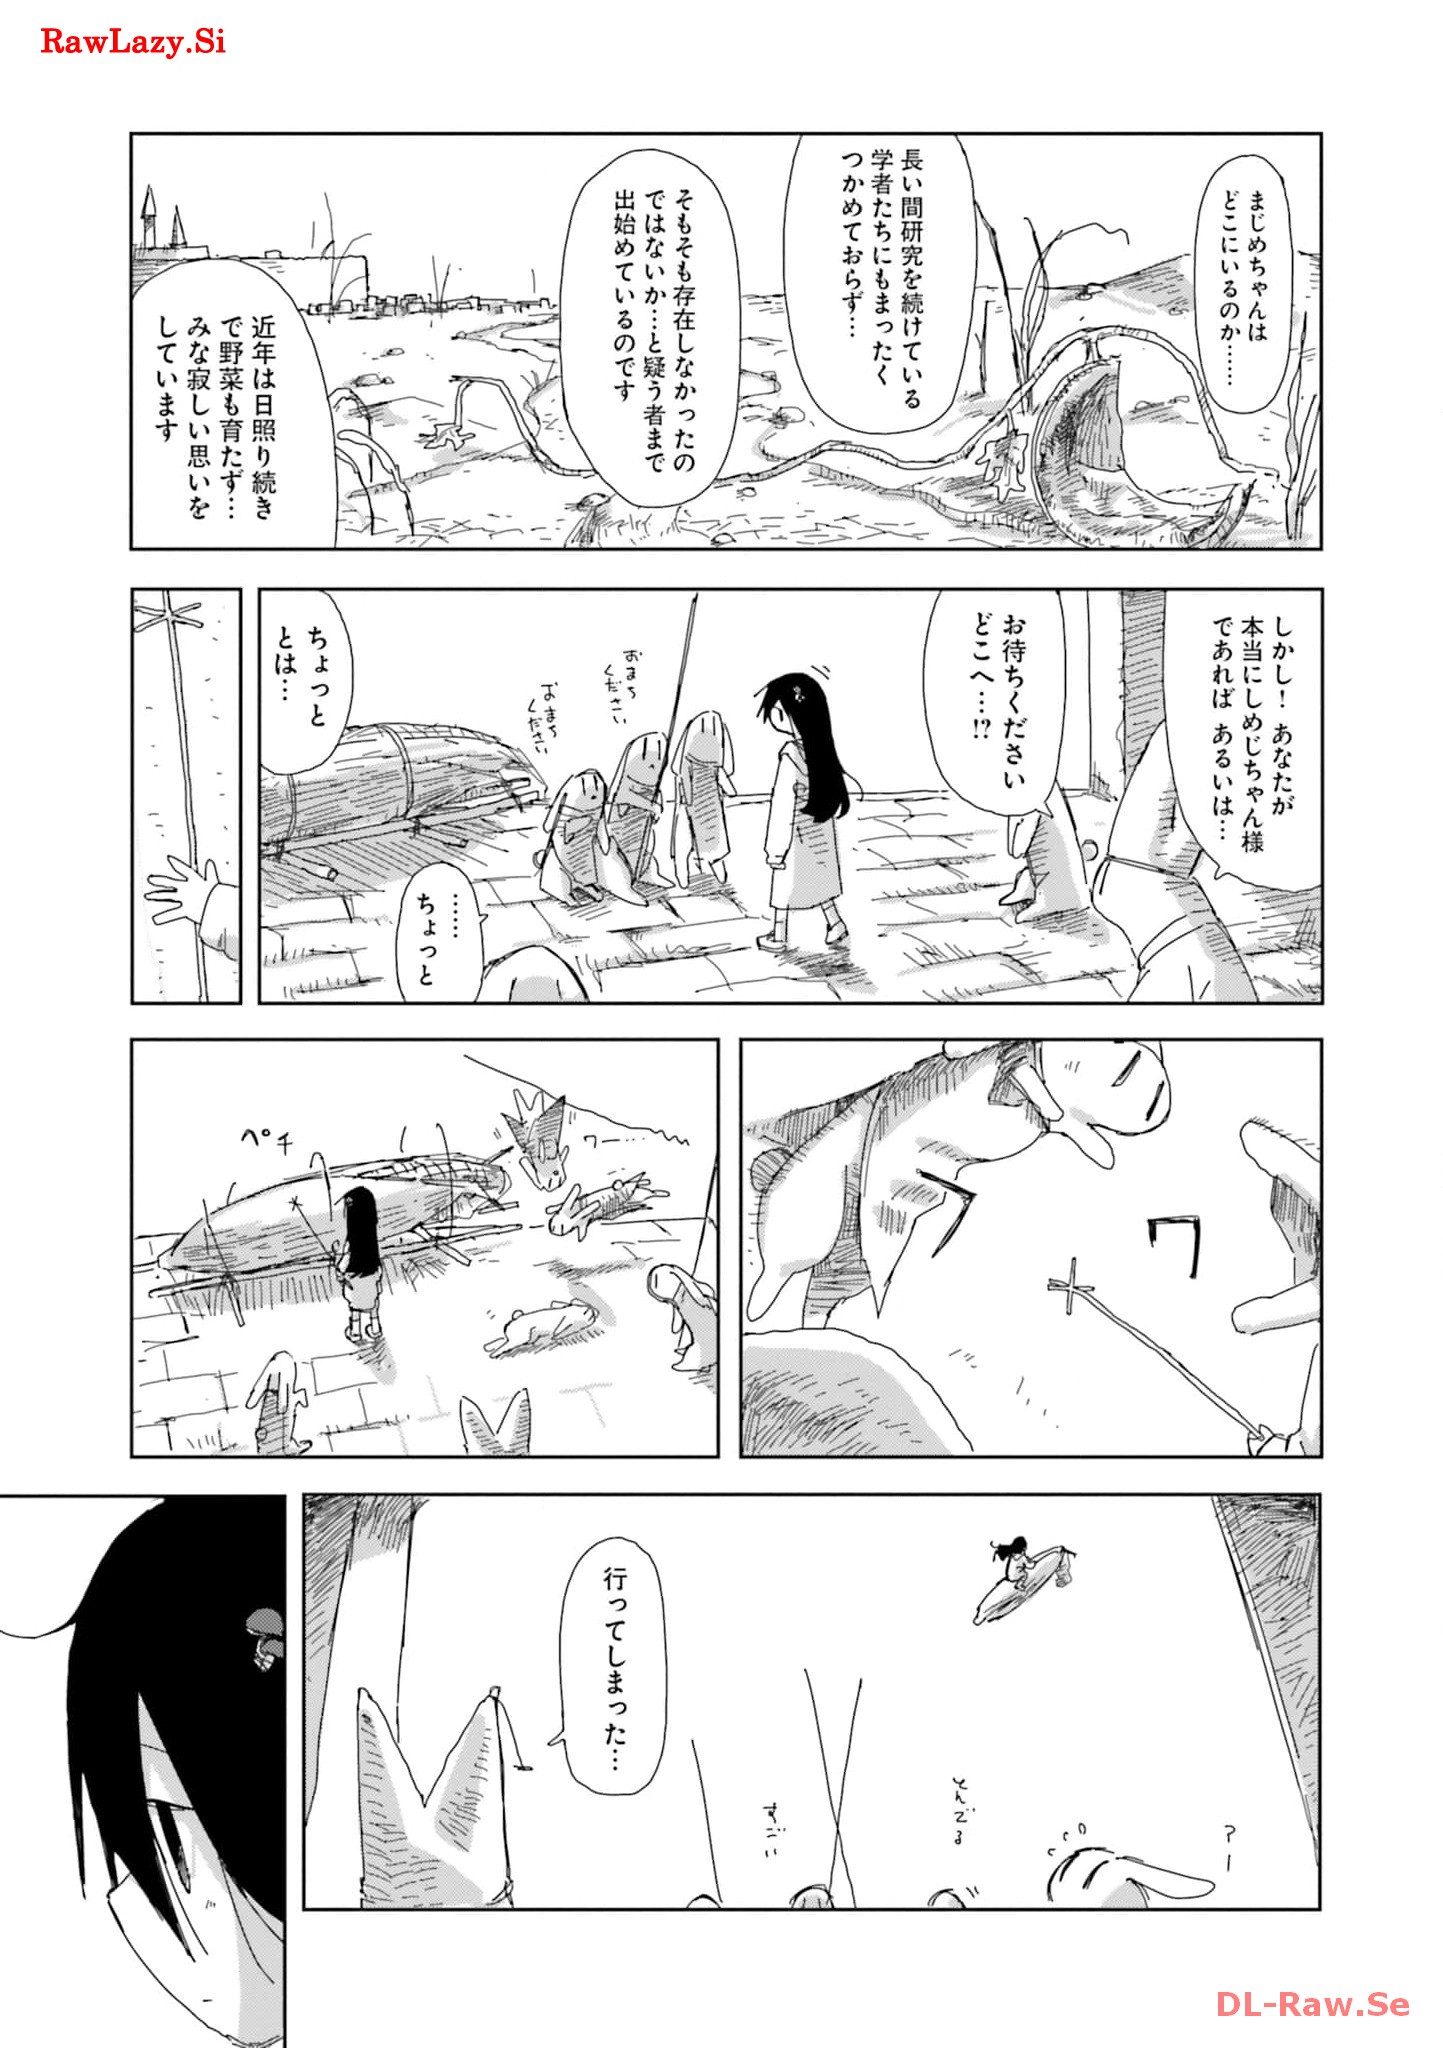 RawLazy.Si
まじめちゃんは
どこにいるのか……
長い間研究を続けている
学者たちにもまったく
つかめておらず…
そもそも存在しなかったの
ではないか…と疑う者まで
出始めているのです
近年は日照り続き
で野菜も育たず…
みな寂しい思いを
しています
しかし！あなたが
本当にしめじちゃん様
であれば あるいは…
お待ちください
どこへ…!?
おまち
ください
おまち
ください
……
ちょっと
ちょっと
とは…
ワワ
ペチ
ワー……
行ってしまった…
アー
とんでる
すごい
DL-Raw.Se